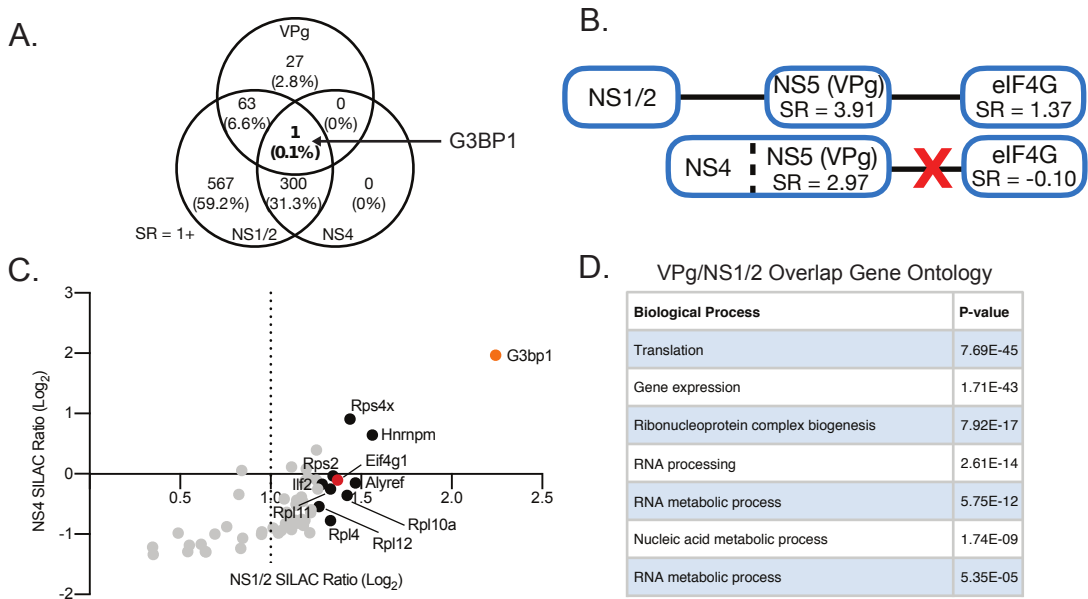 A.
VPg
27
(2.8%)
63
(6.6%)
0
(0%)
1
(0.1%)
G3BP1
567
(59.2%)
300
(31.3%)
0
(0%)
SR = 1+
NS1/2
NS4
B.
NS1/2
NS5 (VPg)
SR = 3.91
eIF4G
SR = 1.37
NS4
NS5 (VPg)
SR = 2.97
X
eIF4G
SR = -0.10
C.
NS4 SILAC Ratio (Log2)
3
2
1
0
-1
-2
0.5
1.0
1.5
2.0
2.5
G3bp1
Rps4x
Hnrnpm
Rps2
Eif4g1
Ilf2
Alyref
Rpl11
Rpl10a
Rpl4
Rpl12
NS1/2 SILAC Ratio (Log2)
D.
VPg/NS1/2 Overlap Gene Ontology
Biological Process P-value
Translation 7.69E-45
Gene expression 1.71E-43
Ribonucleoprotein complex biogenesis 7.92E-17
RNA processing 2.61E-14
RNA metabolic process 5.75E-12
Nucleic acid metabolic process 1.74E-09
RNA metabolic process 5.35E-05